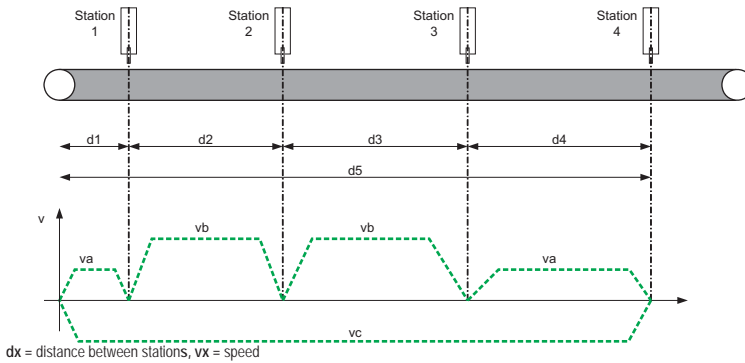 Station 1
Station 2
Station 3
Station 4
d1
d2
d3
d4
d5
v
va
vb
vb
va
vc
dx = distance between stations, vx = speed